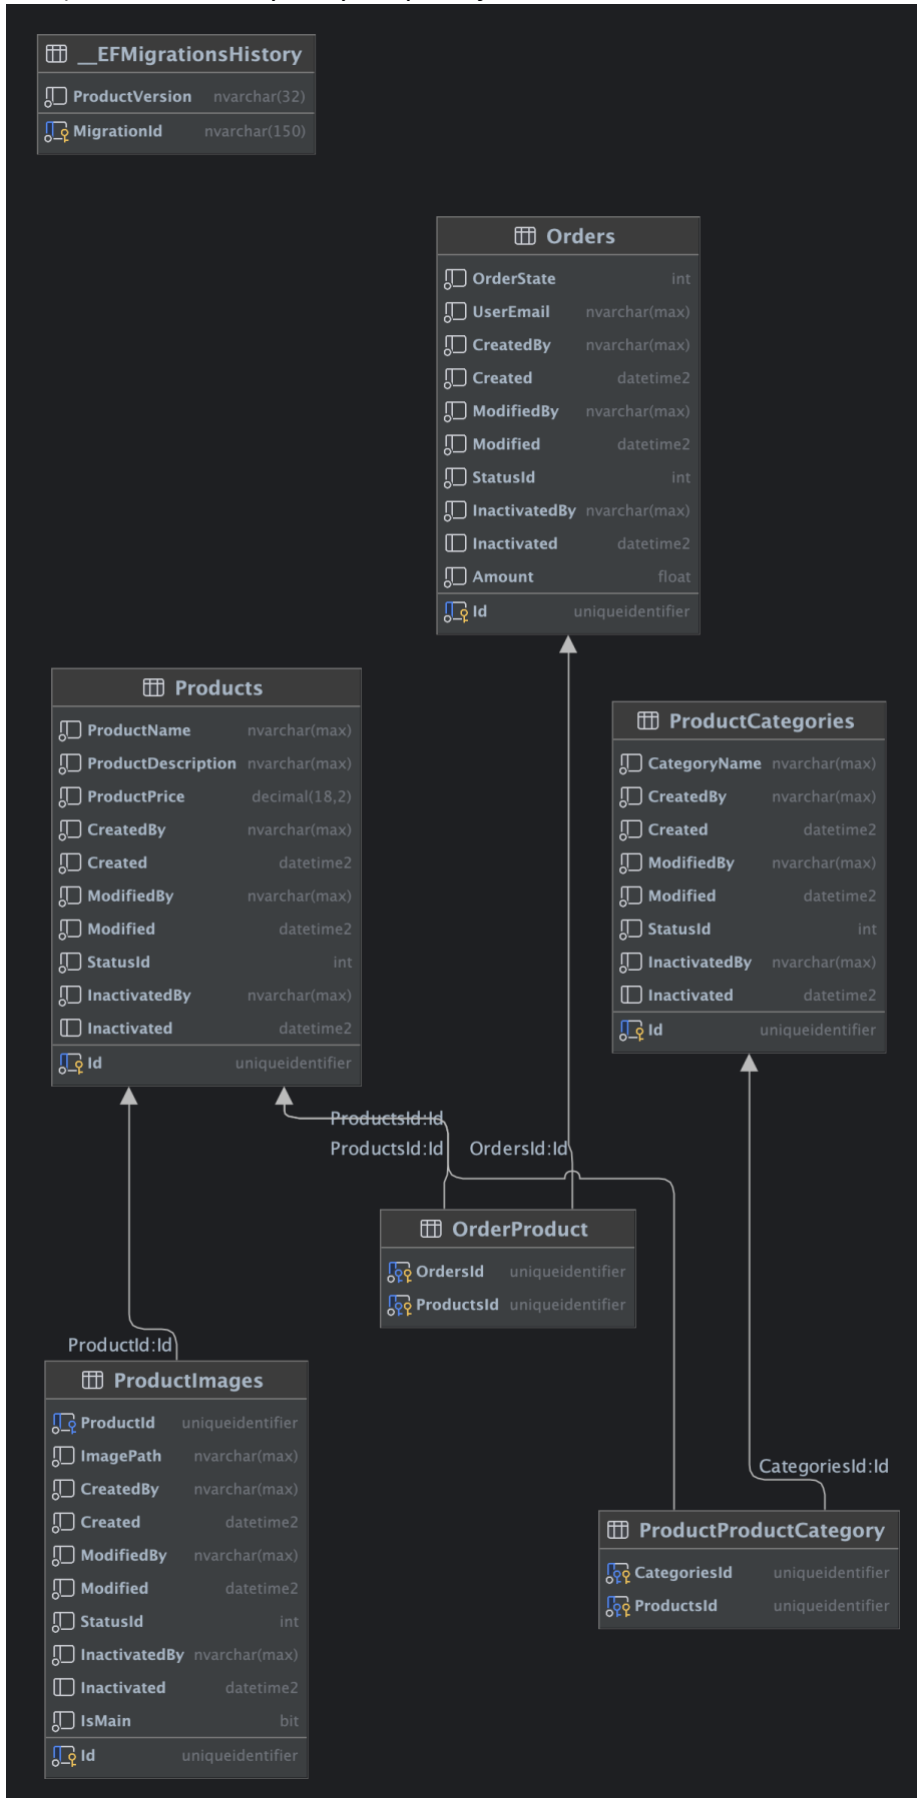 __EFMigrationsHistory
ProductVersion nvarchar(32)
MigrationId nvarchar(150)
Orders
OrderState int
UserEmail nvarchar(max)
CreatedBy nvarchar(max)
Created datetime2
ModifiedBy nvarchar(max)
Modified datetime2
StatusId int
InactivatedBy nvarchar(max)
Inactivated datetime2
Amount float
Id uniqueidentifier
Products
ProductName nvarchar(max)
ProductDescription nvarchar(max)
ProductPrice decimal(18,2)
CreatedBy nvarchar(max)
Created datetime2
ModifiedBy nvarchar(max)
Modified datetime2
StatusId int
InactivatedBy nvarchar(max)
Inactivated datetime2
Id uniqueidentifier
ProductCategories
CategoryName nvarchar(max)
CreatedBy nvarchar(max)
Created datetime2
ModifiedBy nvarchar(max)
Modified datetime2
StatusId int
InactivatedBy nvarchar(max)
Inactivated datetime2
Id uniqueidentifier
ProductsId:Id
ProductsId:Id
OrdersId:Id
OrderProduct
OrdersId uniqueidentifier
ProductsId uniqueidentifier
ProductId:Id
ProductImages
ProductId uniqueidentifier
ImagePath nvarchar(max)
CreatedBy nvarchar(max)
Created datetime2
ModifiedBy nvarchar(max)
Modified datetime2
StatusId int
InactivatedBy nvarchar(max)
Inactivated datetime2
IsMain bit
Id uniqueidentifier
CategoriesId:Id
ProductProductCategory
CategoriesId uniqueidentifier
ProductsId uniqueidentifier